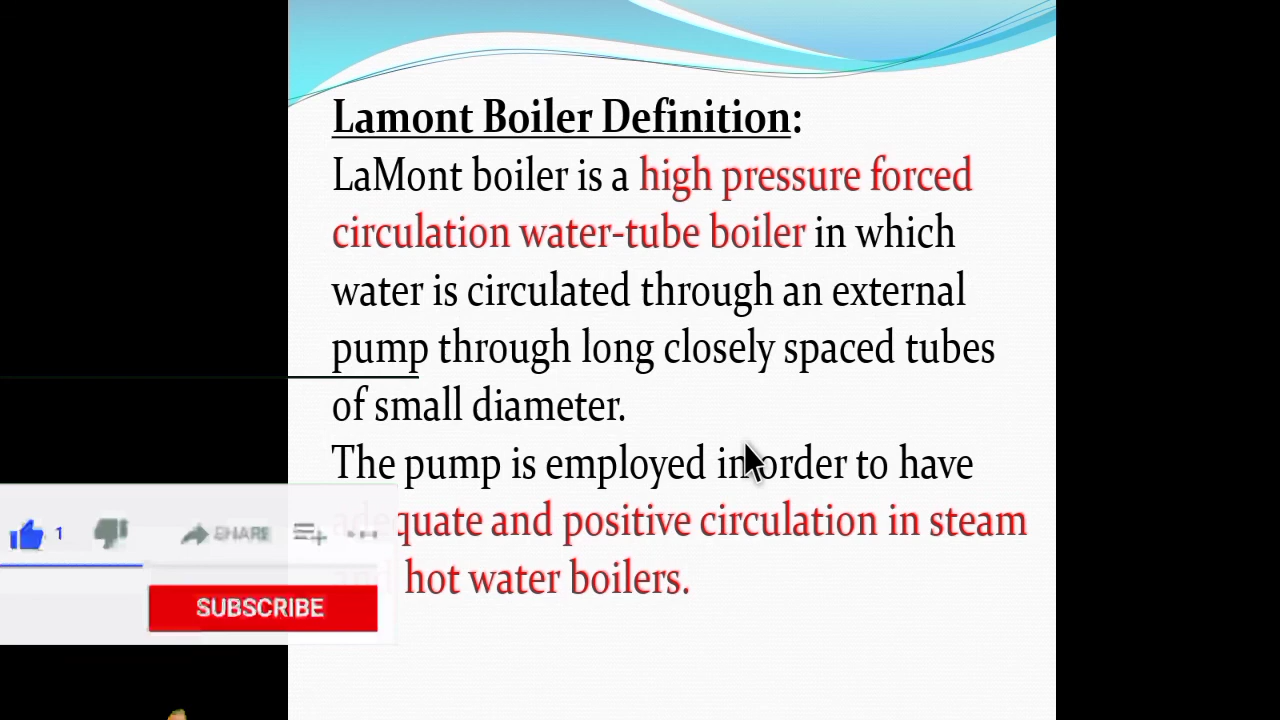 Lamont Boiler Definition:
LaMont boiler is a high pressure forced
circulation water-tube boiler in which
water is circulated through an external
pump through long closely spaced tubes
of small diameter.
The pump is employed in order to have
adequate and positive circulation in steam
and hot water boilers.
1
SHARE
SUBSCRIBE